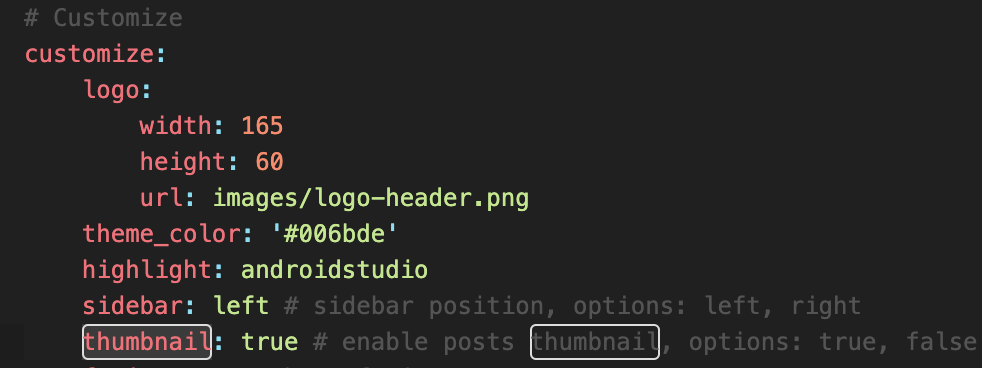 # Customize
customize:
    logo:
        width: 165
        height: 60
        url: images/logo-header.png
    theme_color: '#006bde'
    highlight: androidstudio
    sidebar: left # sidebar position, options: left, right
    thumbnail: true # enable posts thumbnail, options: true, false